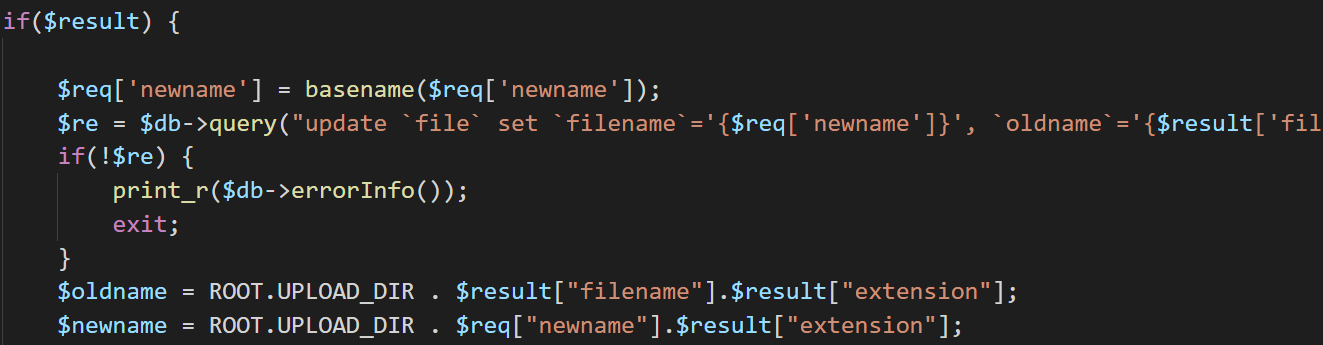 if($result) {
$req['newname'] = basename($req['newname']);
$re = $db->query("update `file` set `filename`='{$req['newname']}', `oldname`='{$result['fil
if(!$re) {
print_r($db->errorInfo());
exit;
}
$oldname = ROOT.UPLOAD_DIR . $result["filename"].$result["extension"];
$newname = ROOT.UPLOAD_DIR . $req["newname"].$result["extension"];